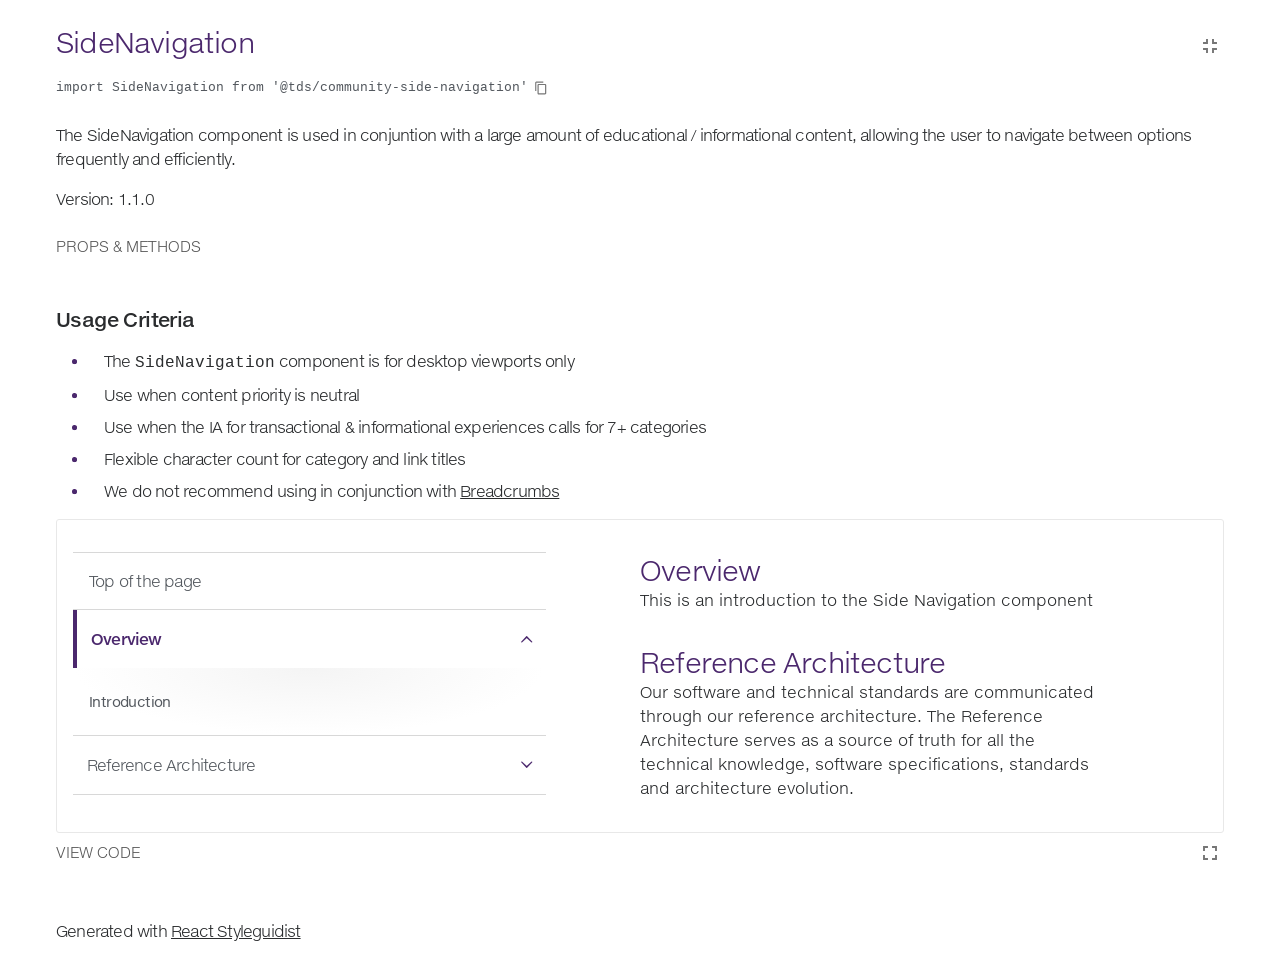 SideNavigation
import SideNavigation from '@tds/community-side-navigation'
The SideNavigation component is used in conjuntion with a large amount of educational / informational content, allowing the user to navigate between options
frequently and efficiently.
Version: 1.1.0
PROPS & METHODS
Usage Criteria
The SideNavigation component is for desktop viewports only
Use when content priority is neutral
Use when the IA for transactional & informational experiences calls for 7+ categories
Flexible character count for category and link titles
We do not recommend using in conjunction with Breadcrumbs
Top of the page
Overview
Introduction
Reference Architecture
Overview
This is an introduction to the Side Navigation component
Reference Architecture
Our software and technical standards are communicated
through our reference architecture. The Reference
Architecture serves as a source of truth for all the
technical knowledge, software specifications, standards
and architecture evolution.
VIEW CODE
Generated with React Styleguidist